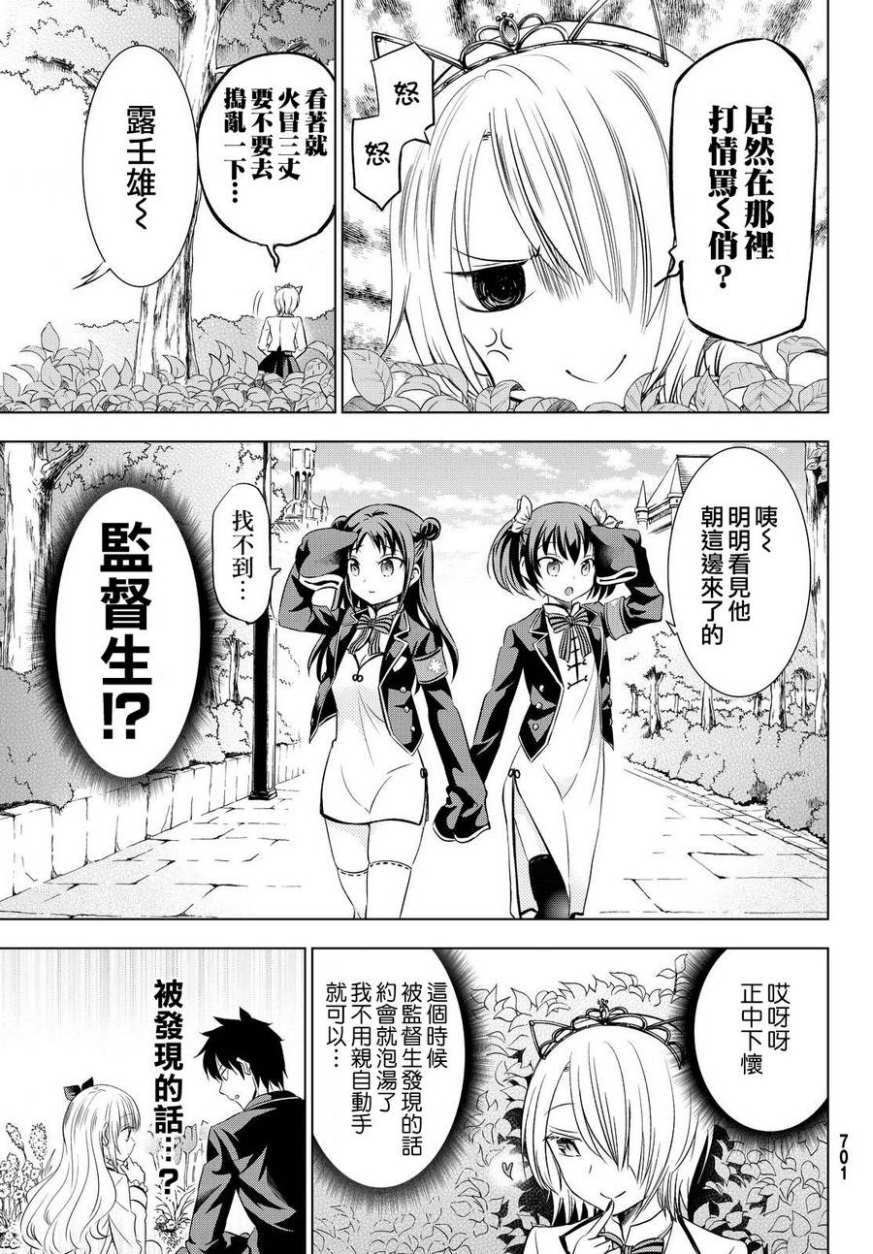 居然在那裡
打情罵~俏?
怒
怒
看著就
火冒三丈
要不要去
搗亂一下…
露壬雄~
咦~
明明看見他
朝這邊來了的
找不到…
監督生!?
哎呀呀
正中下懷
這個時候
被監督生發現的話
約會就泡湯了
我不用親自動手
就可以…
被發現的話…?
701